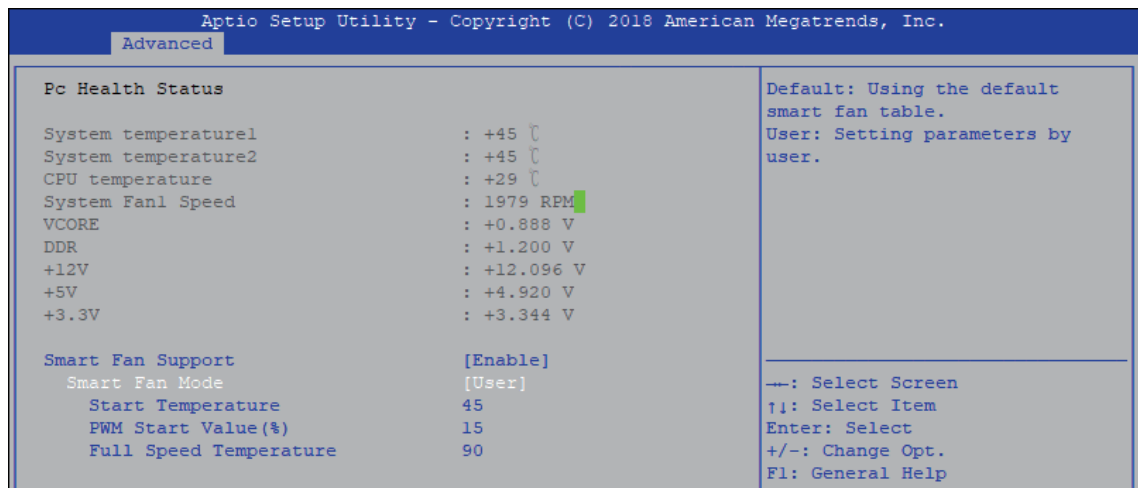 Aptio Setup Utility - Copyright (C) 2018 American Megatrends, Inc.
Advanced
Pc Health Status
System temperature1 : +45 ℃
System temperature2 : +45 ℃
CPU temperature : +29 ℃
System Fan1 Speed : 1979 RPM
VCORE : +0.888 V
DDR : +1.200 V
+12V : +12.096 V
+5V : +4.920 V
+3.3V : +3.344 V
Smart Fan Support [Enable]
Smart Fan Mode [User]
Start Temperature 45
PWM Start Value(%) 15
Full Speed Temperature 90
Default: Using the default
smart fan table.
User: Setting parameters by
user.
→←: Select Screen
↑↓: Select Item
Enter: Select
+/-: Change Opt.
F1: General Help